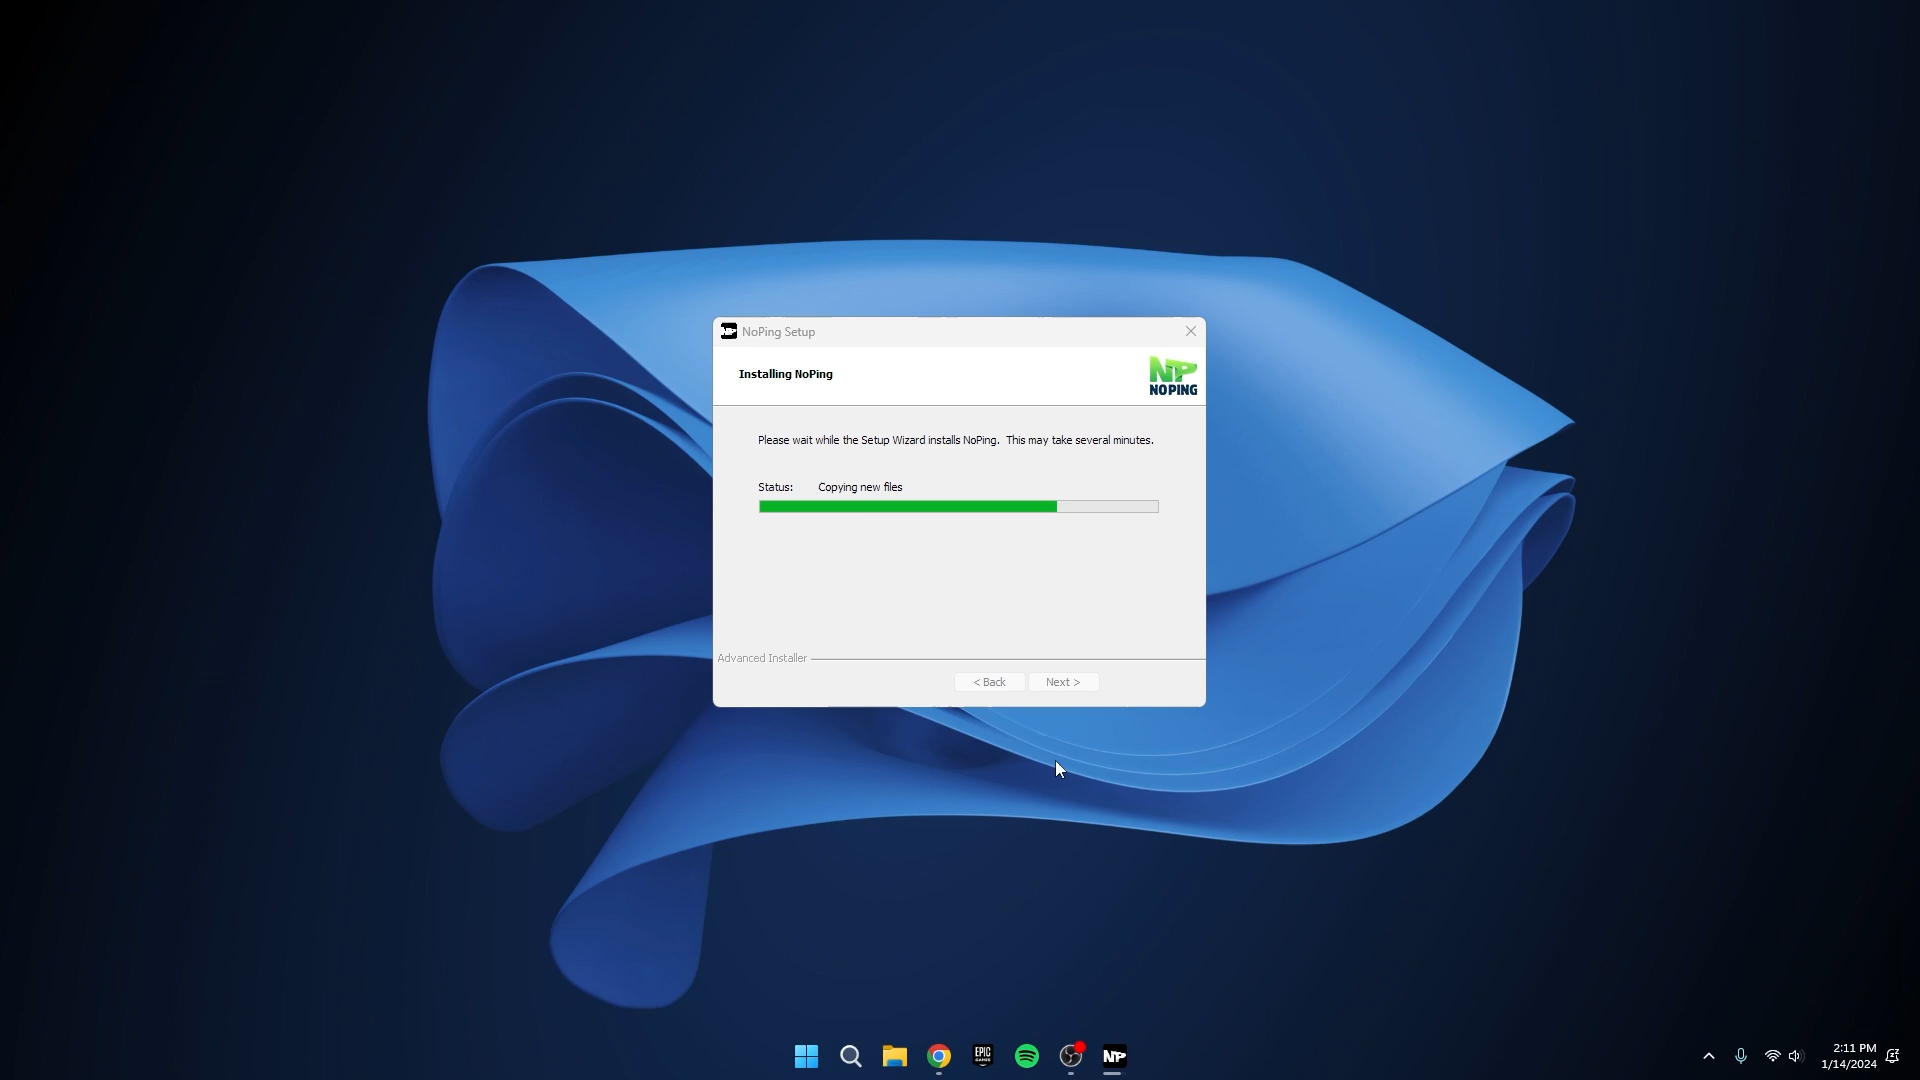 NoPing Setup
Installing NoPing
NP
NOPING
Please wait while the Setup Wizard installs NoPing.  This may take several minutes.
Status: Copying new files
Advanced Installer
< Back Next >
EPIC
GAMES
NP
2:11 PM
1/14/2024